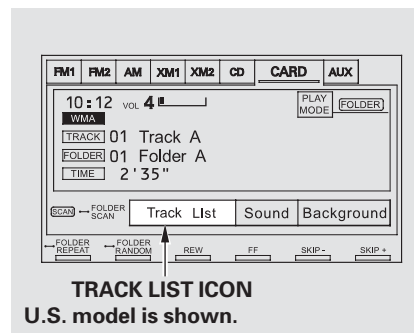 FM1 FM2 AM XM1 XM2 CD CARD AUX
10:12 VOL 4 PLAY MODE FOLDER
WMA
TRACK 01 Track A
FOLDER 01 Folder A
TIME 2'35"
SCAN FOLDER SCAN Track LIst Sound Background
FOLDER REPEAT FOLDER RANDOM REW FF SKIP - SKIP +
TRACK LIST ICON
U.S. model is shown.